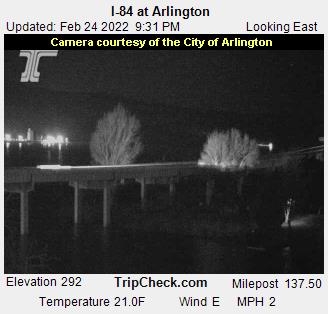 I-84 at Arlington
Updated: Feb 24 2022 9:31 PM Looking East
Camera courtesy of the City of Arlington
Elevation 292 TripCheck.com Milepost 137.50
Temperature 21.0F Wind E MPH 2